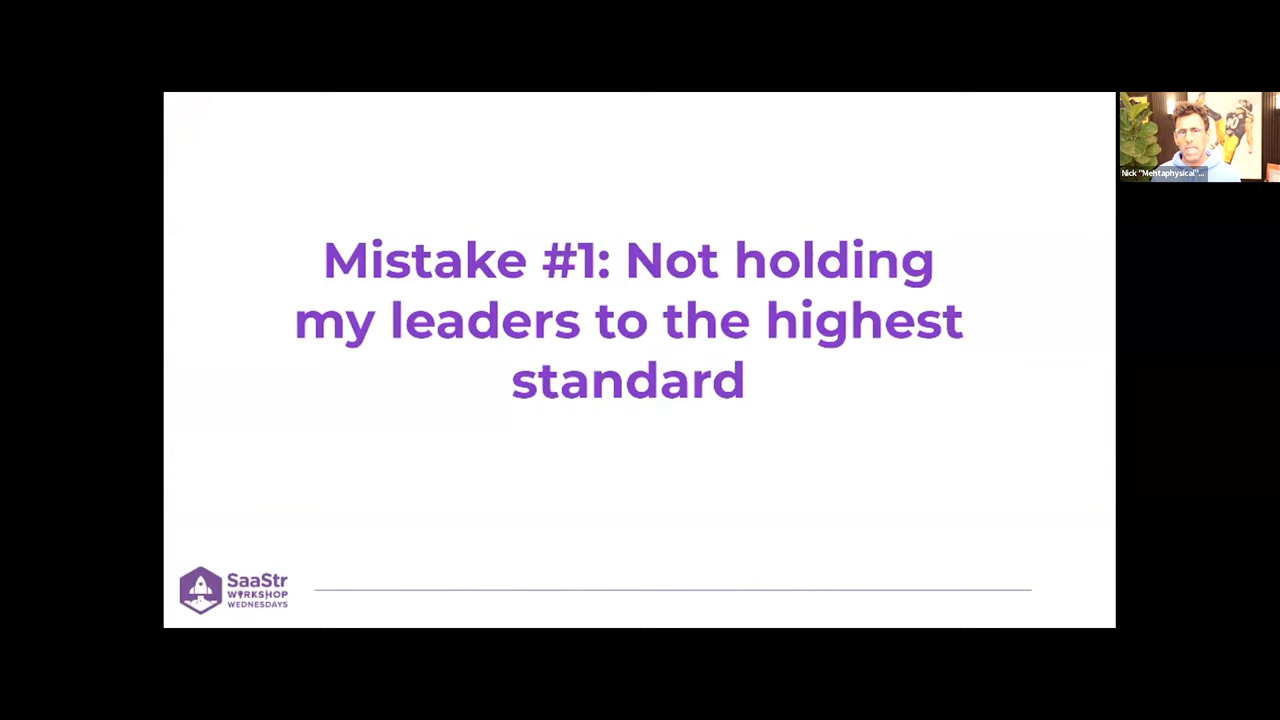 Mistake #1: Not holding
my leaders to the highest
standard
SaaStr
WORKSHOP
WEDNESDAYS
Nick "Mehtaphysical"...